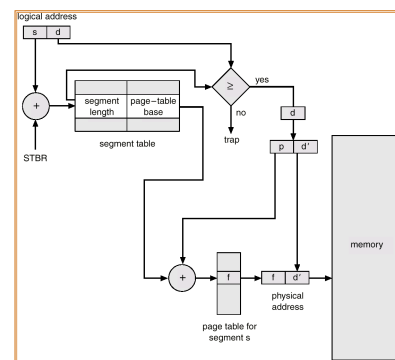 logical address
s d
+
STBR
segment length
page–table base
segment table
≥
yes
no
trap
d
p d′
+
f
page table for segment s
f d′
physical address
memory